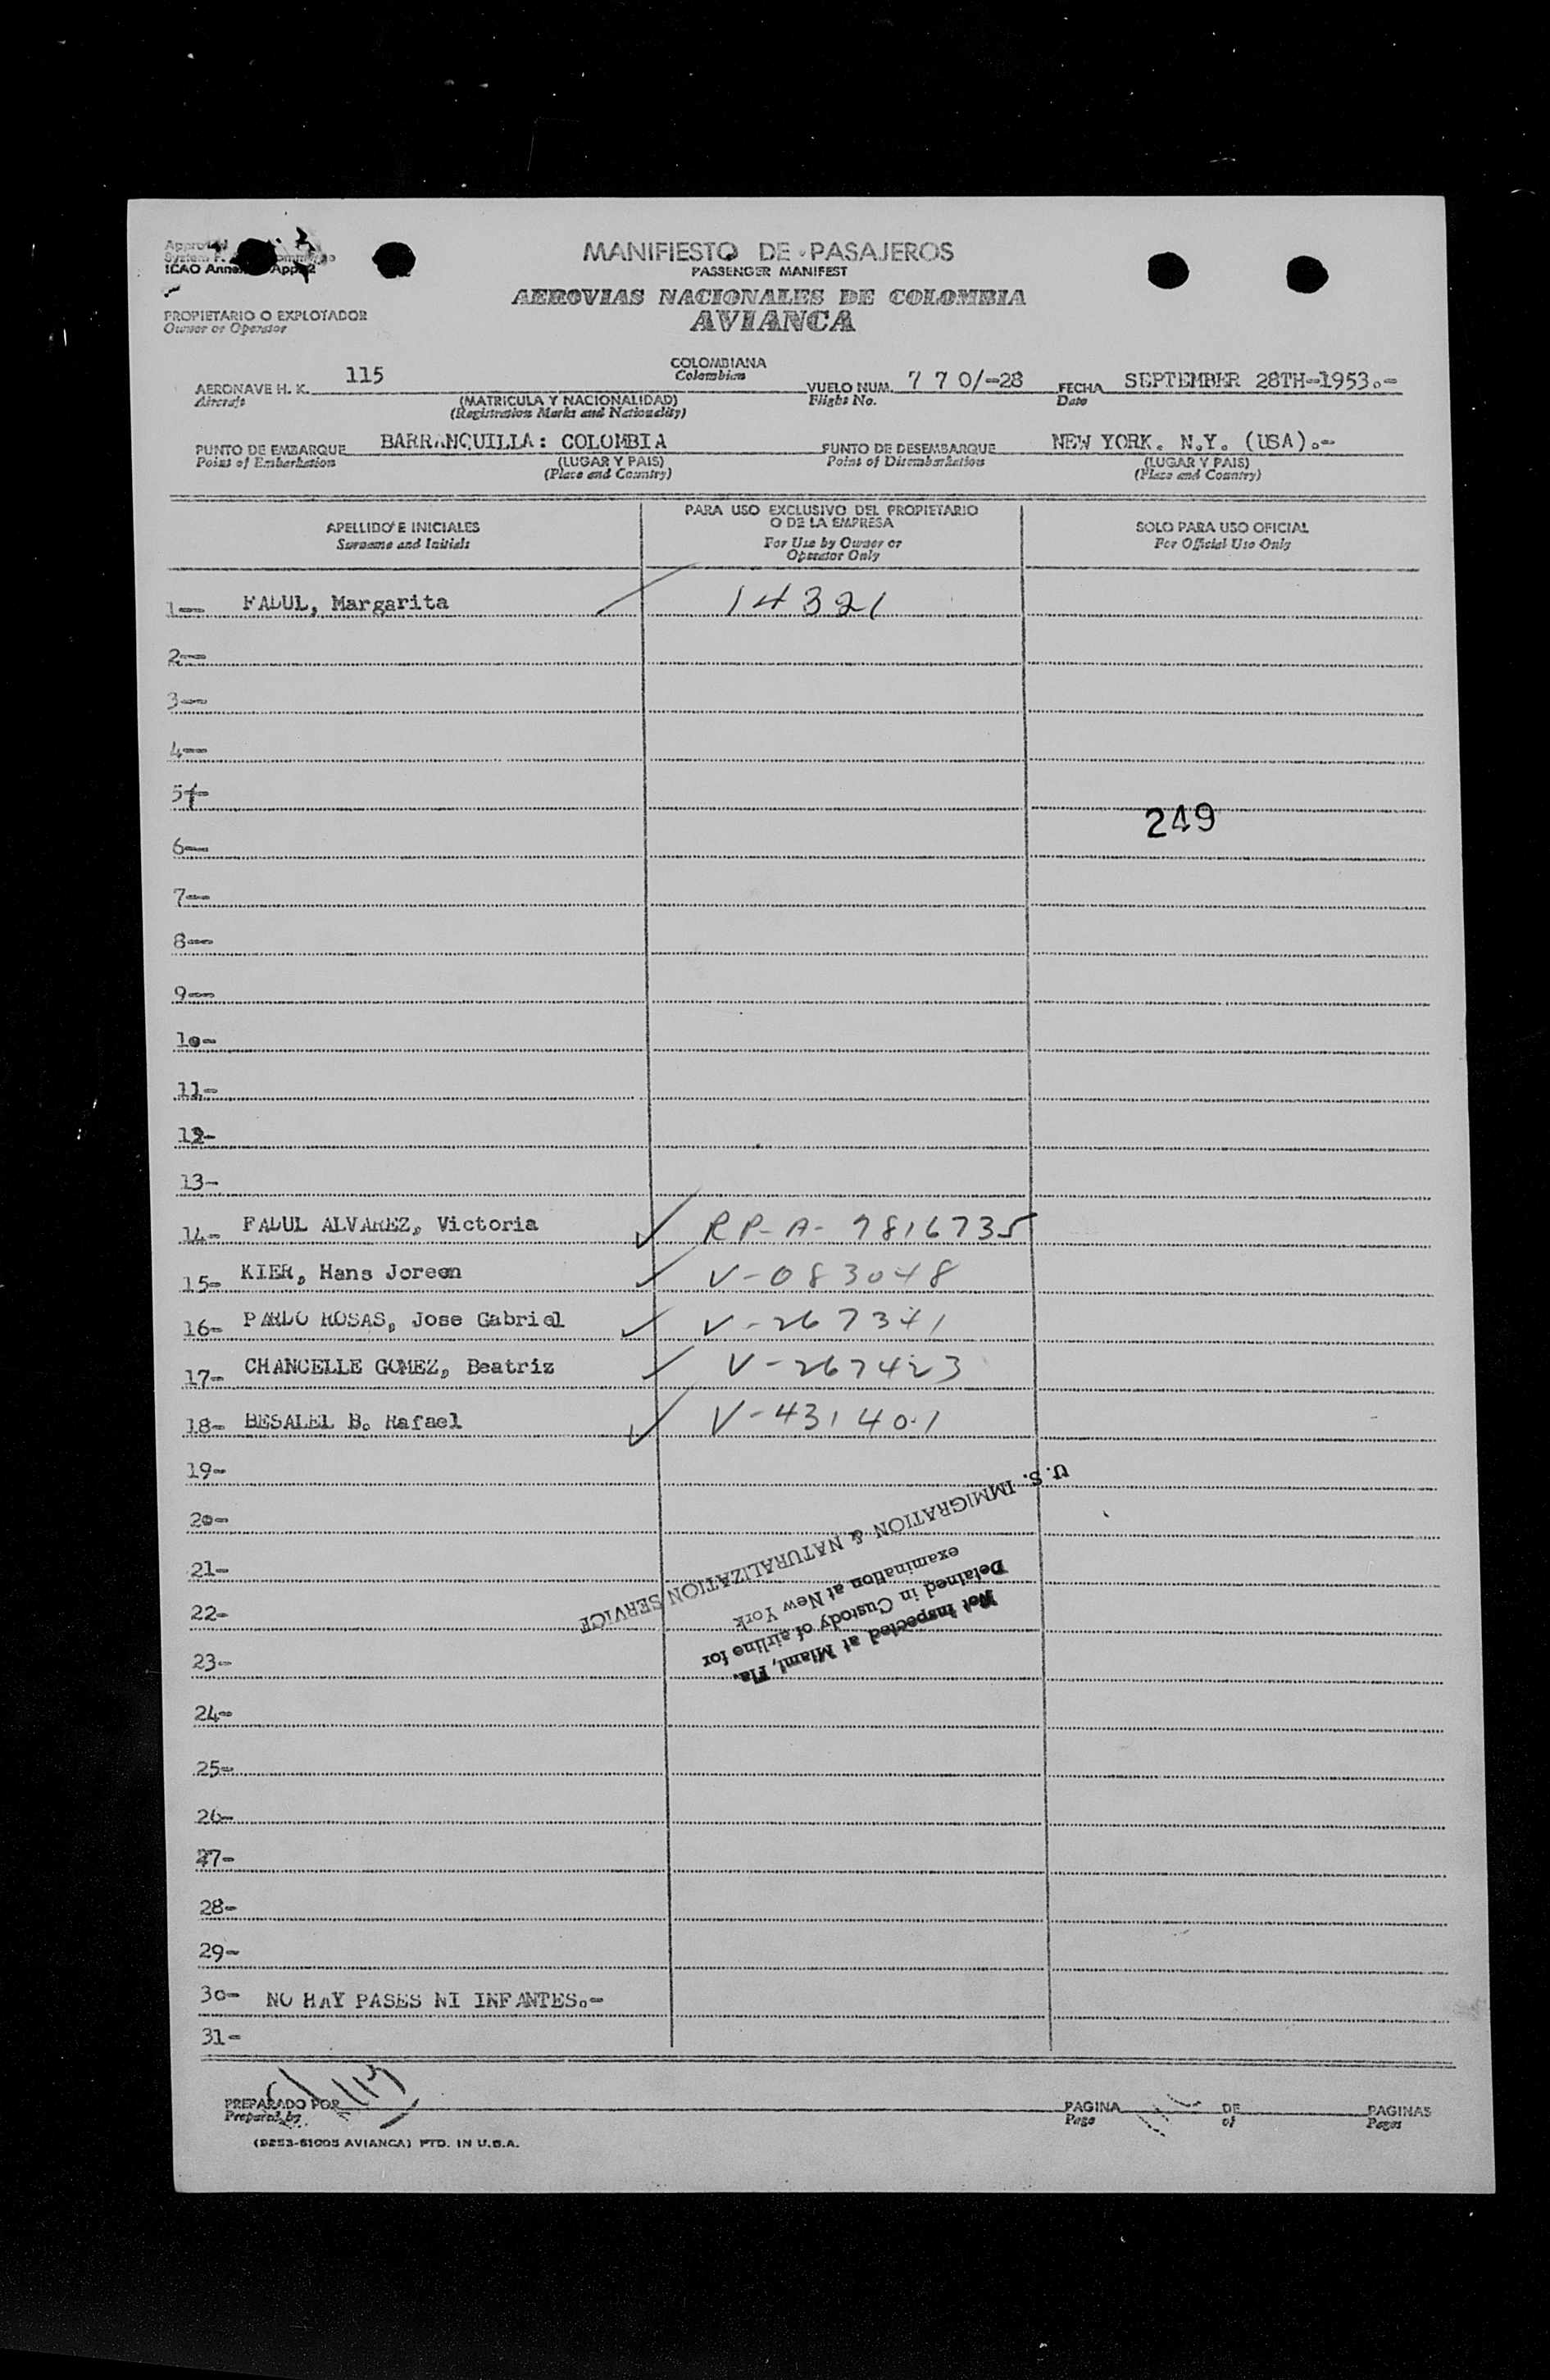 ICAO Anne App 2
MANIFIESTO DE PASAJEROS
PASSENGER MANIFEST
AEROVIAS NACIONALES DE COLOMBIA
AVIANCA
PROPIETARIO O EXPLOTADOR
Owner or Operator
AERONAVE H. K. 115 COLOMBIANA VUELO NUM. 7 7 0/-28 FECHA SEPTEMBER 28TH-1953.-
Aircraft Colombian Flight No. Date
(MATRICULA Y NACIONALIDAD)
(Registration Marks and Nationality)
PUNTO DE EMBARQUE BARRANQUILLA: COLOMBIA PUNTO DE DESEMBARQUE NEW YORK. N.Y. (USA).-
Point of Embarkation (LUGAR Y PAIS) Point of Disembarkation (LUGAR Y PAIS)
(Place and Country) (Place and Country)
APELLIDO E INICIALES PARA USO EXCLUSIVO DEL PROPIETARIO O DE LA EMPRESA SOLO PARA USO OFICIAL
Surname and Initials For Use by Owner or Operator Only For Official Use Only
1-- FADUL, Margarita 14321
2--
3--
4--
5--
249
6--
7--
8--
9--
10-
11-
12-
13-
14- FADUL ALVAREZ, Victoria RP-A-7816735
15- KIER, Hans Joreen V-083048
16- PARDO ROSAS, Jose Gabriel V-267341
17- CHANCELLE GOMEZ, Beatriz V-267423
18- BESALEL B. Rafael V-431401
19-
20-
21-
22-
23-
Not Inspected at Miami, Fla.
Detained in Custody of airline for
examination at New York
U. S. IMMIGRATION & NATURALIZATION SERVICE
24-
25-
26-
27-
28-
29-
30- NO HAY PASES NI INFANTES.-
31-
PREPARADO POR PAGINA DE PAGINAS
Prepared by Page of Pages
(D253-51005 AVIANCA) PTD. IN U.S.A.